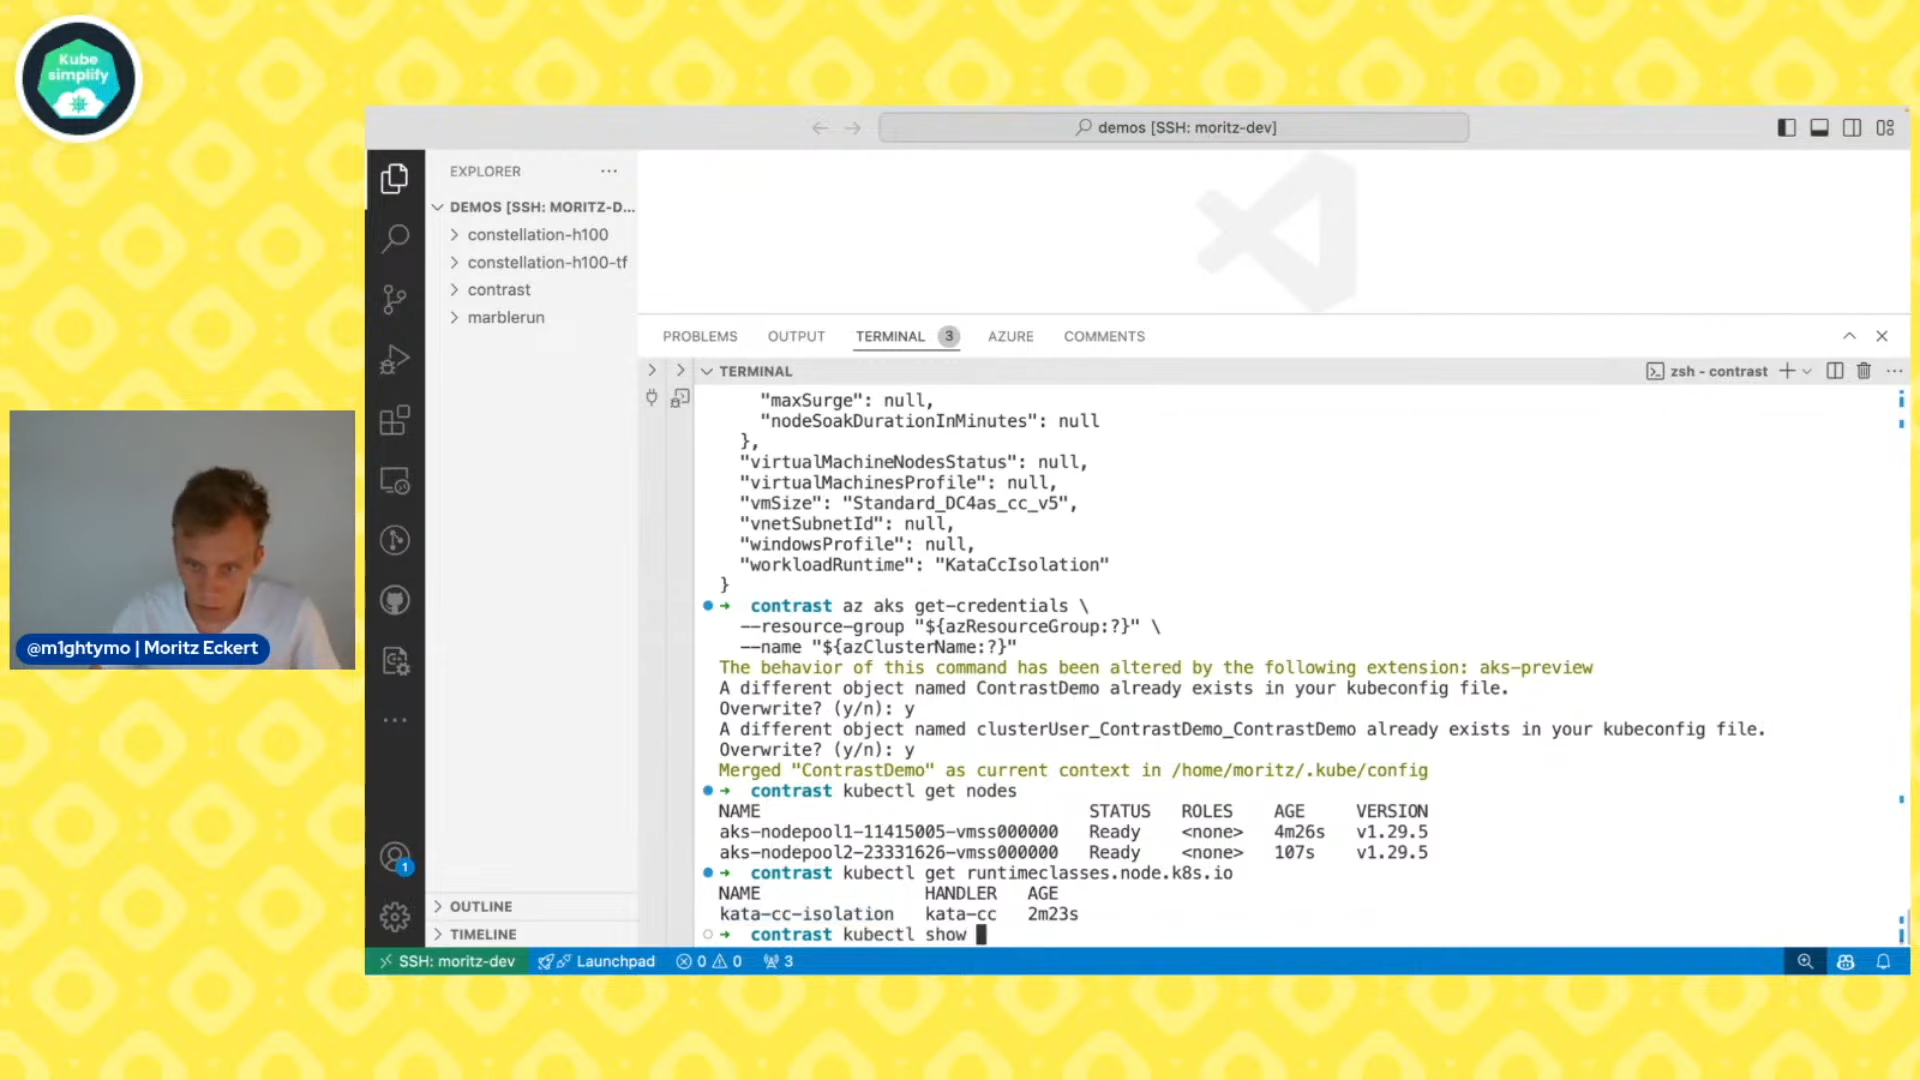 Kube
simplify
demos [SSH: moritz-dev]
EXPLORER
DEMOS [SSH: MORITZ-D...
constellation-h100
constellation-h100-tf
contrast
marblerun
OUTLINE
TIMELINE
PROBLEMS OUTPUT TERMINAL 3 AZURE COMMENTS
TERMINAL
zsh - contrast
"maxSurge": null,
"nodeSoakDurationInMinutes": null
},
"virtualMachineNodesStatus": null,
"virtualMachinesProfile": null,
"vmSize": "Standard_DC4as_cc_v5",
"vnetSubnetId": null,
"windowsProfile": null,
"workloadRuntime": "KataCcIsolation"
}
contrast az aks get-credentials \
--resource-group "${azResourceGroup:?}" \
--name "${azClusterName:?}"
The behavior of this command has been altered by the following extension: aks-preview
A different object named ContrastDemo already exists in your kubeconfig file.
Overwrite? (y/n): y
A different object named clusterUser_ContrastDemo_ContrastDemo already exists in your kubeconfig file.
Overwrite? (y/n): y
Merged "ContrastDemo" as current context in /home/moritz/.kube/config
contrast kubectl get nodes
NAME STATUS ROLES AGE VERSION
aks-nodepool1-11415005-vmss000000 Ready <none> 4m26s v1.29.5
aks-nodepool2-23331626-vmss000000 Ready <none> 107s v1.29.5
contrast kubectl get runtimeclasses.node.k8s.io
NAME HANDLER AGE
kata-cc-isolation kata-cc 2m23s
contrast kubectl show
@m1ghtymo | Moritz Eckert
1
SSH: moritz-dev Launchpad 0 0 3